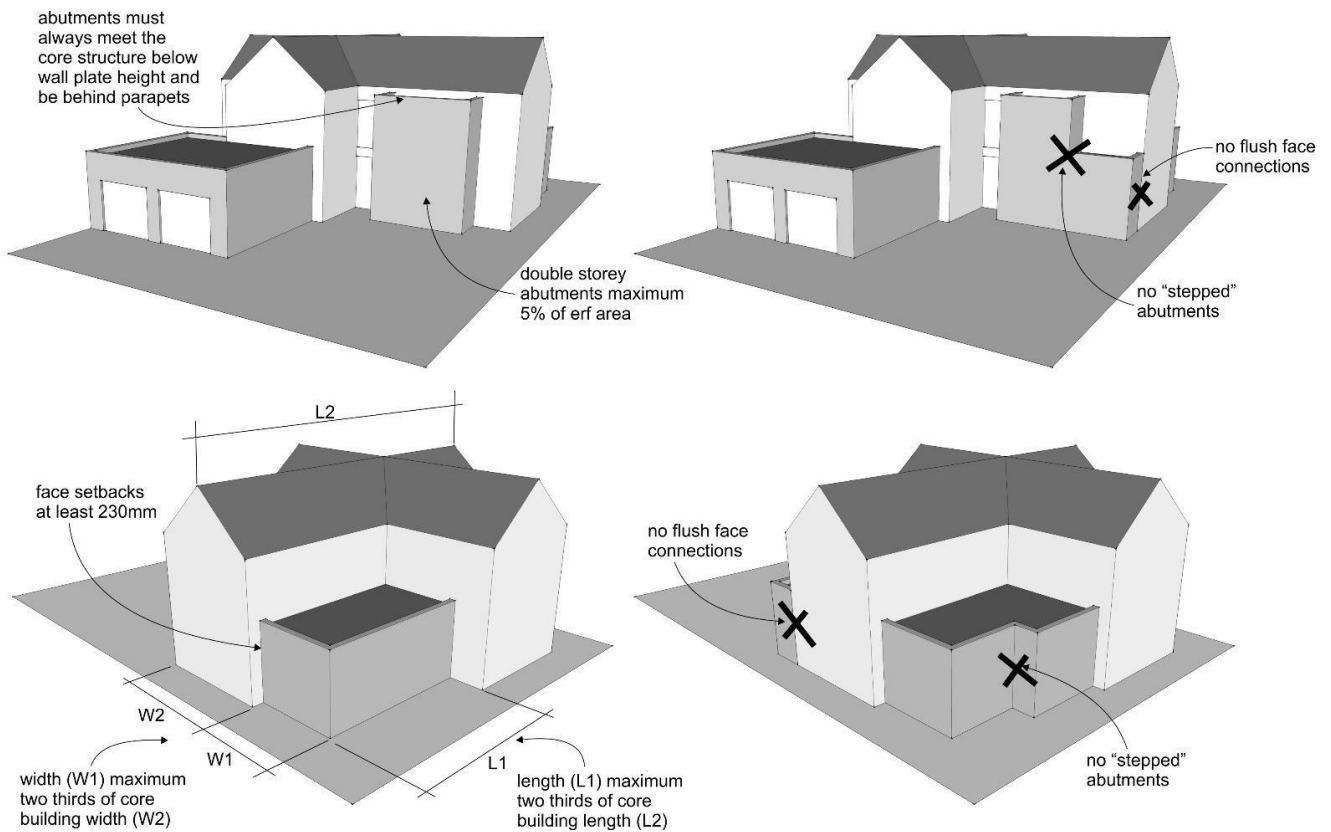 abutments must
always meet the
core structure below
wall plate height and
be behind parapets
double storey
abutments maximum
5% of erf area
no flush face
connections
no “stepped”
abutments
L2
face setbacks
at least 230mm
W2
W1
L1
width (W1) maximum
two thirds of core
building width (W2)
length (L1) maximum
two thirds of core
building length (L2)
no flush face
connections
no “stepped”
abutments